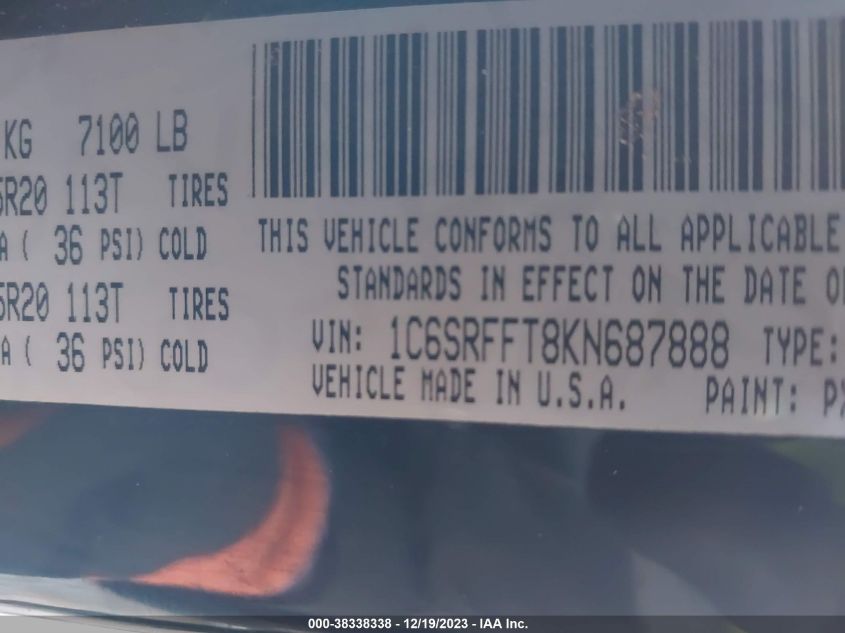 KG 7100 LB
5R20 113T TIRES
A ( 36 PSI) COLD
5R20 113T TIRES
A ( 36 PSI) COLD
THIS VEHICLE CONFORMS TO ALL APPLICABLE
STANDARDS IN EFFECT ON THE DATE O
VIN: 1C6SRFFT8KN687888 TYPE:
VEHICLE MADE IN U.S.A. PAINT: PX
000-38338338 - 12/19/2023 - IAA Inc.